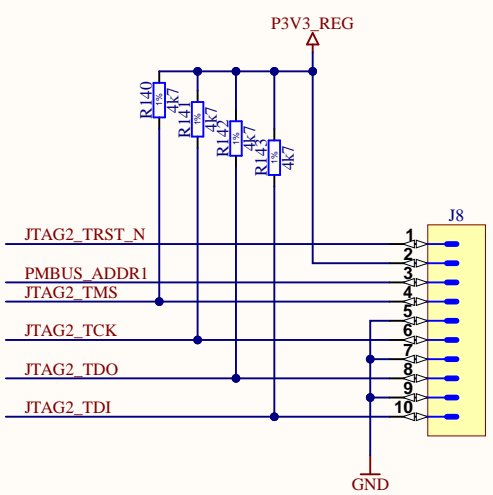 P3V3_REG
R140
1%
4k7
R141
1%
4k7
R142
1%
4k7
R143
1%
4k7
J8
JTAG2_TRST_N
1
2
PMBUS_ADDR1
3
JTAG2_TMS
4
5
JTAG2_TCK
6
7
JTAG2_TDO
8
9
JTAG2_TDI
10
GND